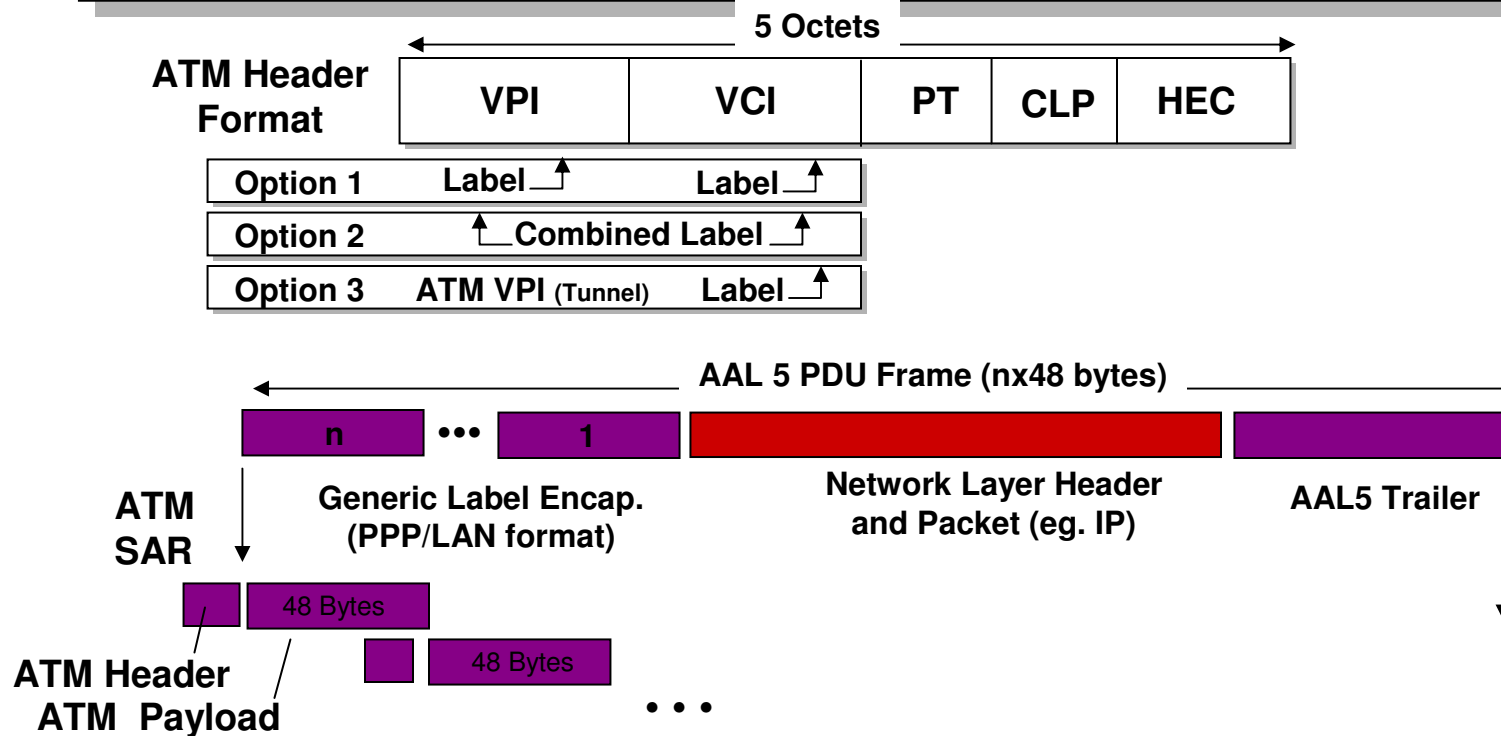 5 Octets
ATM Header
Format
VPI VCI PT CLP HEC
Option 1 Label Label
Option 2 Combined Label
Option 3 ATM VPI (Tunnel) Label
AAL 5 PDU Frame (nx48 bytes)
n ••• 1
Generic Label Encap.
(PPP/LAN format)
Network Layer Header
and Packet (eg. IP)
AAL5 Trailer
ATM
SAR
48 Bytes
48 Bytes
ATM Header
ATM Payload
• • •